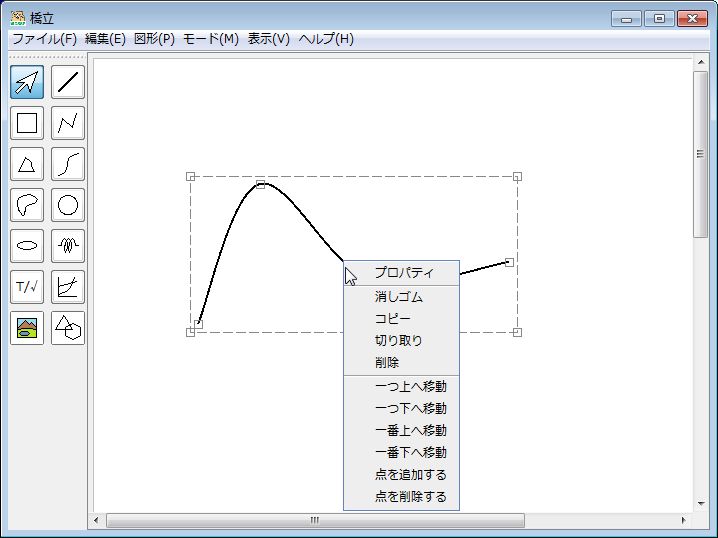 橋立
ファイル(F) 編集(E) 図形(P) モード(M) 表示(V) ヘルプ(H)
T/√
プロパティ
消しゴム
コピー
切り取り
削除
一つ上へ移動
一つ下へ移動
一番上へ移動
一番下へ移動
点を追加する
点を削除する